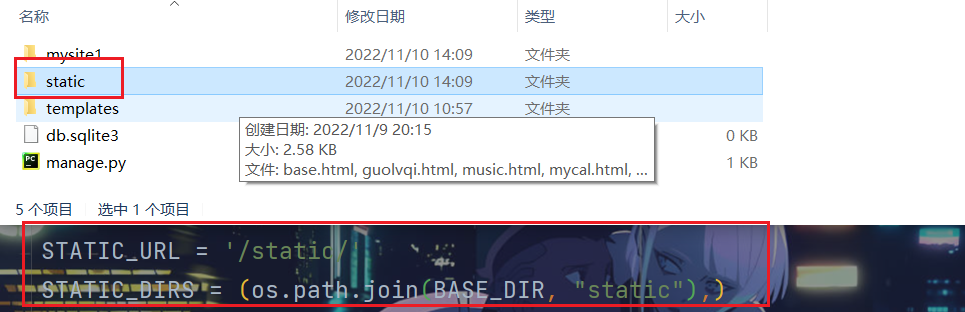 名称 修改日期 类型 大小
mysite1 2022/11/10 14:09 文件夹
static 2022/11/10 14:09 文件夹
templates 2022/11/10 10:57 文件夹
创建日期: 2022/11/9 20:15
大小: 2.58 KB
文件: base.html, guolvqi.html, music.html, mycal.html, ...
db.sqlite3 0 KB
manage.py 1 KB
5 个项目 选中 1 个项目
STATIC_URL = '/static/'
STATIC_DIRS = (os.path.join(BASE_DIR, "static"),)